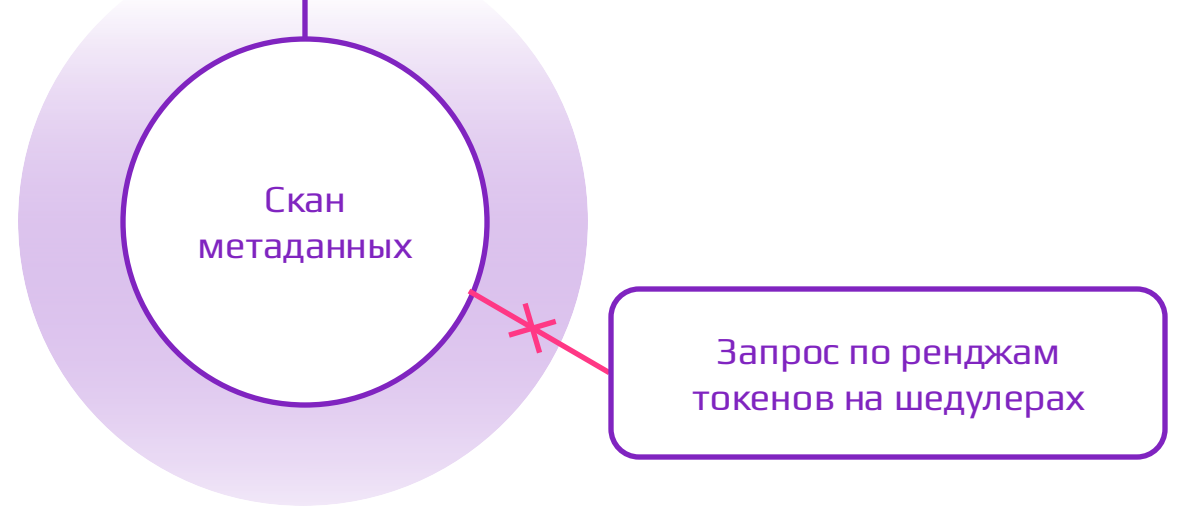 Скан
метаданных
Запрос по ренджам
токенов на шедулерах